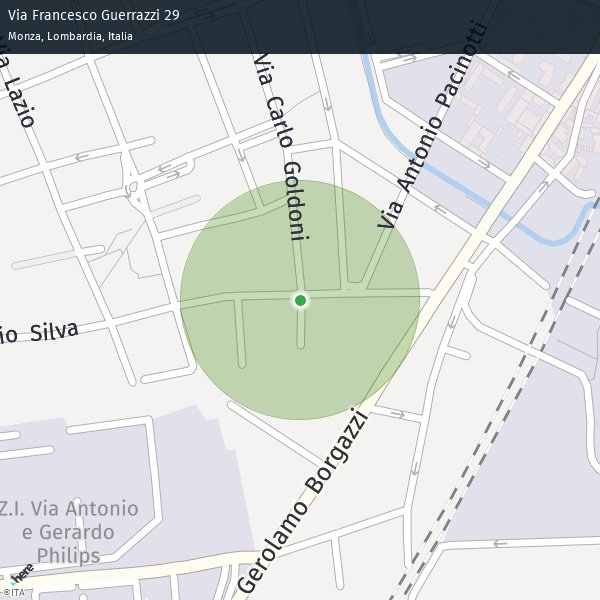 Via Francesco Guerrazzi 29
Monza, Lombardia, Italia
Via Lazio
Via Carlo Goldoni
Via Antonio Pacinotti
io Silva
Gerolamo Borgazzi
Z.I. Via Antonio
e Gerardo
Philips
here
©ITA